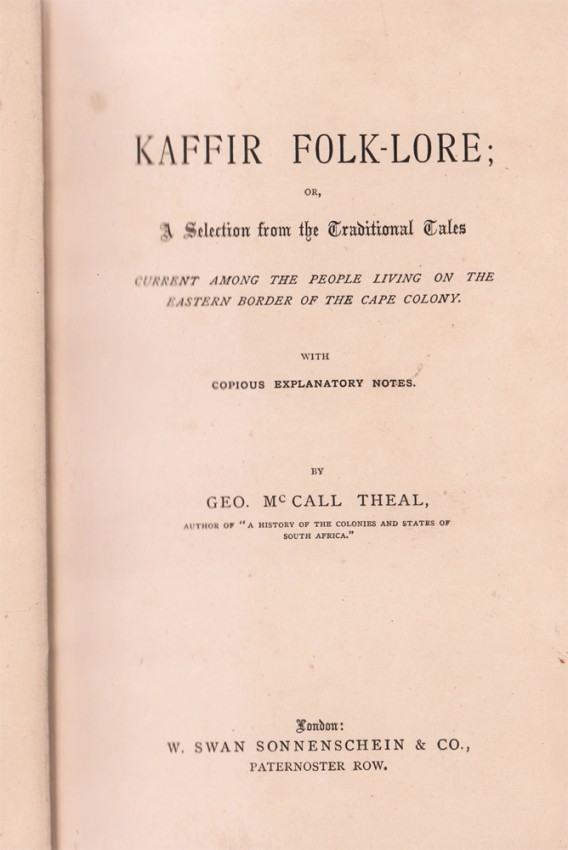 KAFFIR FOLK-LORE;
OR,
A Selection from the Traditional Tales
CURRENT AMONG THE PEOPLE LIVING ON THE
EASTERN BORDER OF THE CAPE COLONY.
WITH
COPIOUS EXPLANATORY NOTES.
BY
GEO. McCALL THEAL,
AUTHOR OF "A HISTORY OF THE COLONIES AND STATES OF
SOUTH AFRICA."
London:
W. SWAN SONNENSCHEIN & CO.,
PATERNOSTER ROW.